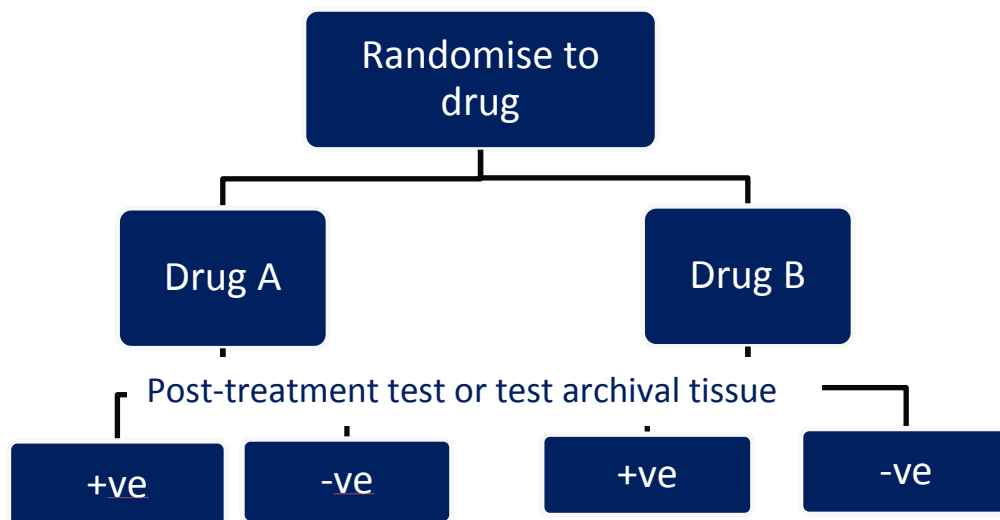 Randomise to
drug
Drug A
Drug B
Post-treatment test or test archival tissue
+ve
-ve
+ve
-ve